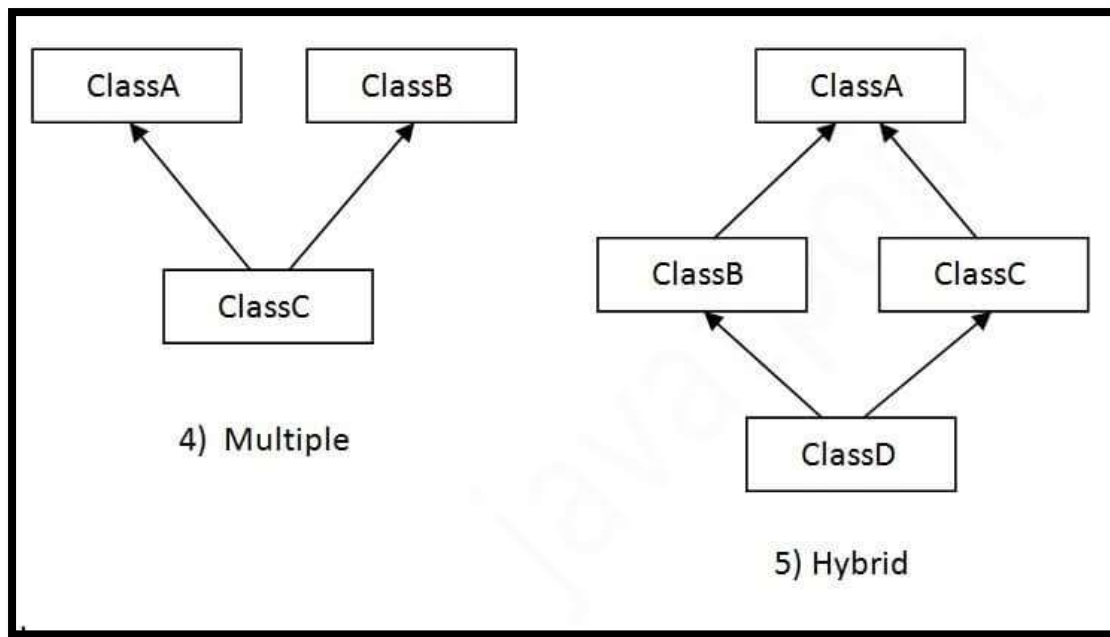 ClassA
ClassB
ClassC
4) Multiple
ClassA
ClassB
ClassC
ClassD
5) Hybrid